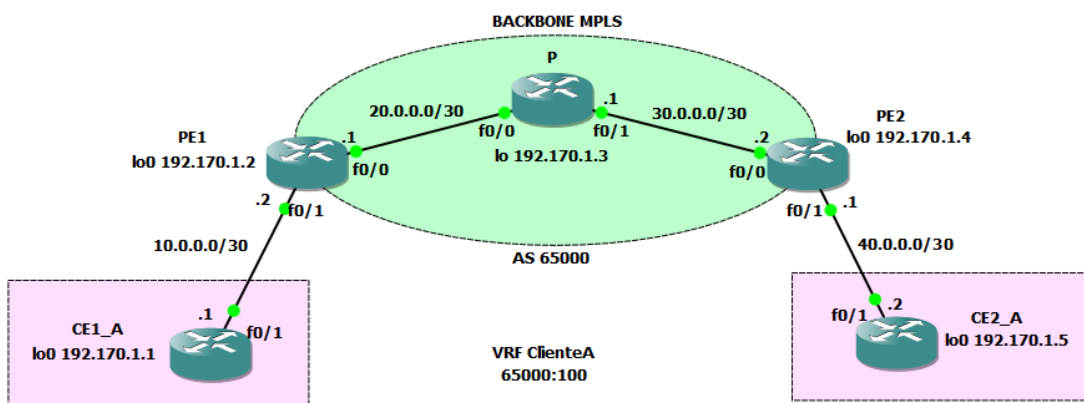 BACKBONE MPLS
P
20.0.0.0/30
.1
30.0.0.0/30
PE1
lo0 192.170.1.2
.1
f0/0
f0/0
f0/1
lo 192.170.1.3
.2
f0/0
PE2
lo0 192.170.1.4
.2
f0/1
f0/1
.1
10.0.0.0/30
40.0.0.0/30
AS 65000
CE1_A
lo0 192.170.1.1
.1
f0/1
VRF ClienteA
65000:100
f0/1
.2
CE2_A
lo0 192.170.1.5